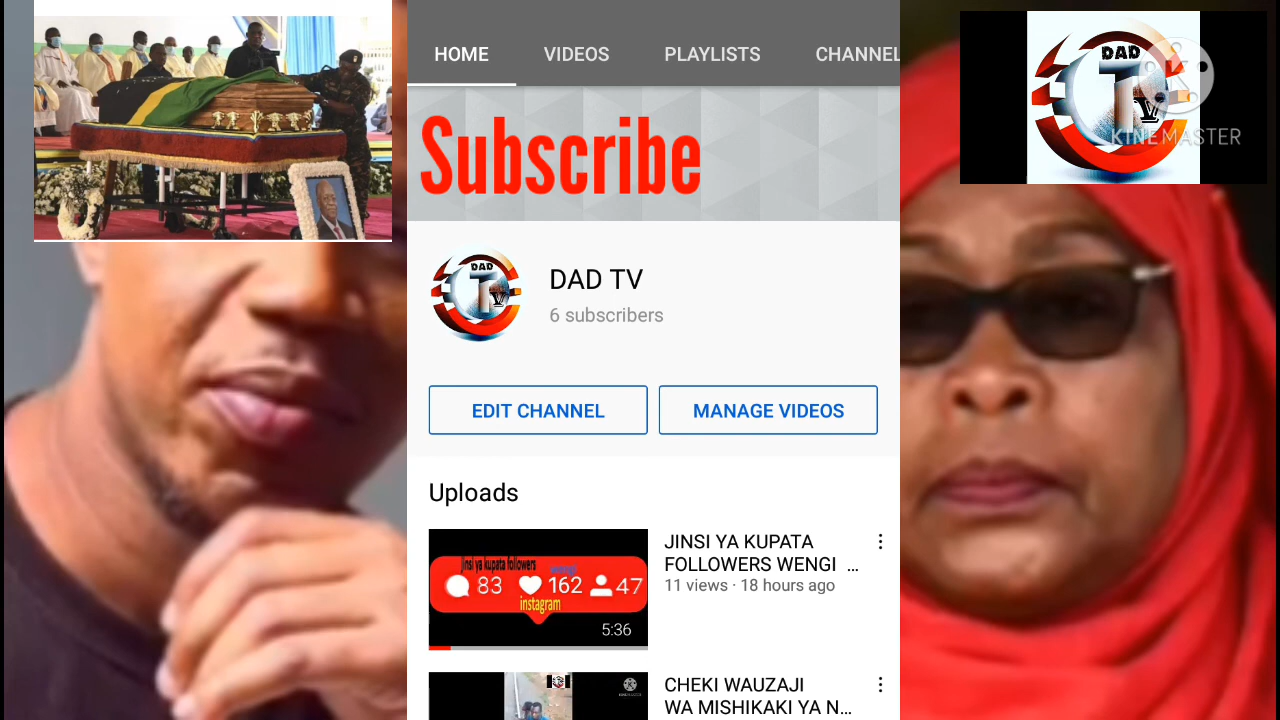 HOME VIDEOS PLAYLISTS CHANNEL
Subscribe
DAD TV
KINEMASTER
DAD TV
6 subscribers
EDIT CHANNEL MANAGE VIDEOS
Uploads
JINSI YA KUPATA
FOLLOWERS WENGI ...
11 views · 18 hours ago
jinsi ya kupata followers
wengi
83 162 47
instagram
5:36
CHEKI WAUZAJI
WA MISHIKAKI YA N...